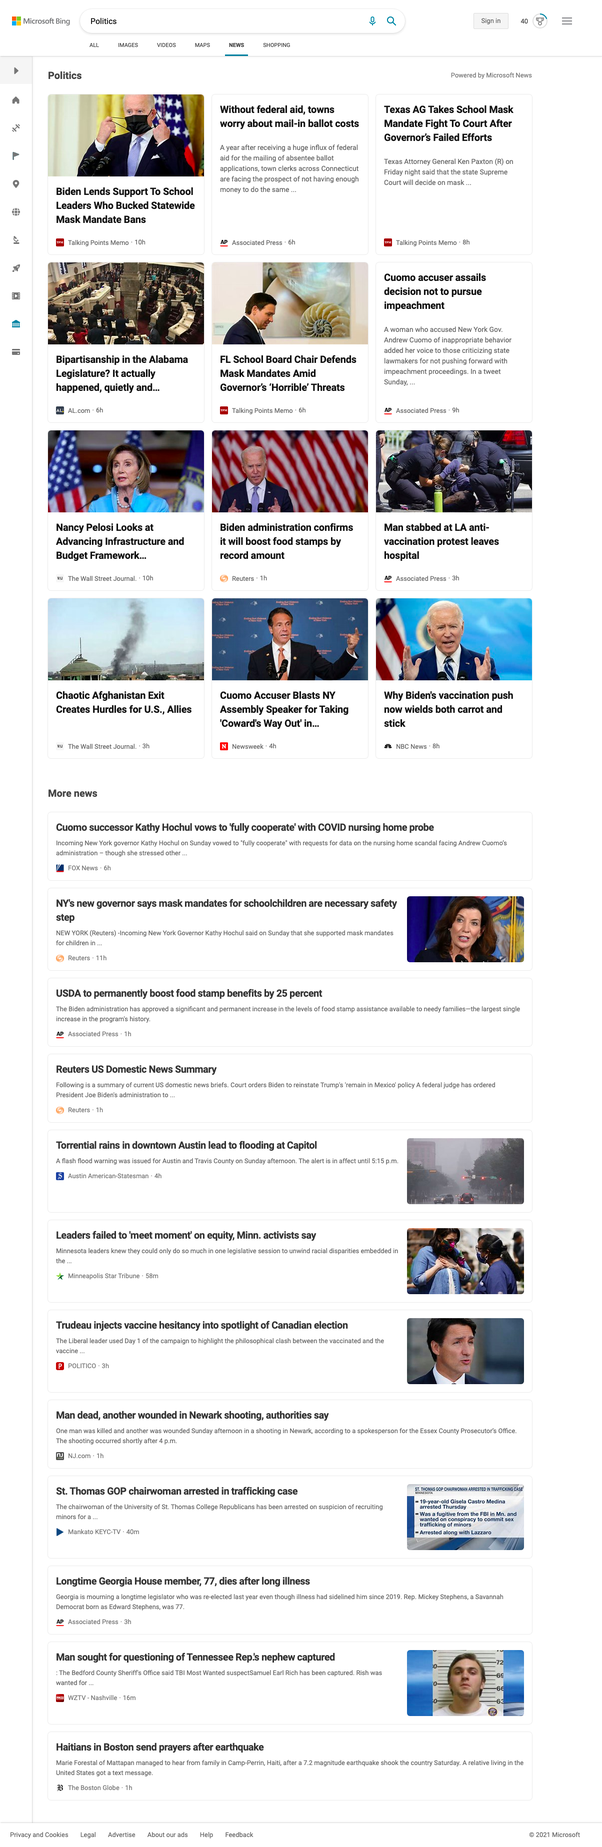 Microsoft Bing
Politics
Sign in
40
ALL
IMAGES
VIDEOS
MAPS
NEWS
SHOPPING
Politics
Powered by Microsoft News
Biden Lends Support To School
Leaders Who Bucked Statewide
Mask Mandate Bans
Talking Points Memo · 10h
Without federal aid, towns
worry about mail-in ballot costs
A year after receiving a huge influx of federal
aid for the mailing of absentee ballot
applications, town clerks across Connecticut
are facing the prospect of not having enough
money to do the same ...
AP Associated Press · 6h
Texas AG Takes School Mask
Mandate Fight To Court After
Governor's Failed Efforts
Texas Attorney General Ken Paxton (R) on
Friday night said that the state Supreme
Court will decide on mask ...
Talking Points Memo · 8h
Bipartisanship in the Alabama
Legislature? It actually
happened, quietly and...
AL.com · 6h
FL School Board Chair Defends
Mask Mandates Amid
Governor's 'Horrible' Threats
Talking Points Memo · 6h
Cuomo accuser assails
decision not to pursue
impeachment
A woman who accused New York Gov.
Andrew Cuomo of inappropriate behavior
added her voice to those criticizing state
lawmakers for not pushing forward with
impeachment proceedings. In a tweet
Sunday, ...
AP Associated Press · 9h
Nancy Pelosi Looks at
Advancing Infrastructure and
Budget Framework...
The Wall Street Journal. · 10h
Biden administration confirms
it will boost food stamps by
record amount
Reuters · 1h
Man stabbed at LA anti-
vaccination protest leaves
hospital
AP Associated Press · 3h
Chaotic Afghanistan Exit
Creates Hurdles for U.S., Allies
The Wall Street Journal. · 3h
Cuomo Accuser Blasts NY
Assembly Speaker for Taking
'Coward's Way Out' in...
N Newsweek · 4h
Why Biden's vaccination push
now wields both carrot and
stick
NBC News · 8h
More news
Cuomo successor Kathy Hochul vows to 'fully cooperate' with COVID nursing home probe
Incoming New York governor Kathy Hochul on Sunday vowed to "fully cooperate" with requests for data on the nursing home scandal facing Andrew Cuomo's
administration – though she stressed other ...
FOX News · 6h
NY's new governor says mask mandates for schoolchildren are necessary safety
step
NEW YORK (Reuters) -Incoming New York Governor Kathy Hochul said on Sunday that she supported mask mandates
for children in ...
Reuters · 11h
USDA to permanently boost food stamp benefits by 25 percent
The Biden administration has approved a significant and permanent increase in the levels of food stamp assistance available to needy families—the largest single
increase in the program's history.
AP Associated Press · 1h
Reuters US Domestic News Summary
Following is a summary of current US domestic news briefs. Court orders Biden to reinstate Trump's 'remain in Mexico' policy A federal judge has ordered
President Joe Biden's administration to ...
Reuters · 1h
Torrential rains in downtown Austin lead to flooding at Capitol
A flash flood warning was issued for Austin and Travis County on Sunday afternoon. The alert is in affect until 5:15 p.m.
S Austin American-Statesman · 4h
Leaders failed to 'meet moment' on equity, Minn. activists say
Minnesota leaders knew they could only do so much in one legislative session to unwind racial disparities embedded in
the ...
Minneapolis Star Tribune · 58m
Trudeau injects vaccine hesitancy into spotlight of Canadian election
The Liberal leader used Day 1 of the campaign to highlight the philosophical clash between the vaccinated and the
vaccine ...
P POLITICO · 3h
Man dead, another wounded in Newark shooting, authorities say
One man was killed and another was wounded Sunday afternoon in a shooting in Newark, according to a spokesperson for the Essex County Prosecutor's Office.
The shooting occurred shortly after 4 p.m.
NJ.com · 1h
St. Thomas GOP chairwoman arrested in trafficking case
The chairwoman of the University of St. Thomas College Republicans has been arrested on suspicion of recruiting
minors for a ...
Mankato KEYC-TV · 40m
ST. THOMAS GOP CHAIRWOMAN ARRESTED IN TRAFFICKING CASE
19-year-old Gisela Castro Medina
arrested Thursday
Was a fugitive from the FBI in Mn. and
wanted on conspiracy to commit sex
trafficking of minors
Arrested along with Lazzaro
Longtime Georgia House member, 77, dies after long illness
Georgia is mourning a longtime legislator who was re-elected last year even though illness had sidelined him since 2019. Rep. Mickey Stephens, a Savannah
Democrat born as Edward Stephens, was 77.
AP Associated Press · 3h
Man sought for questioning of Tennessee Rep.'s nephew captured
: The Bedford County Sheriff's Office said TBI Most Wanted suspectSamuel Earl Rich has been captured. Rish was
wanted for ...
WZTV - Nashville · 16m
Haitians in Boston send prayers after earthquake
Marie Forestal of Mattapan managed to hear from family in Camp-Perrin, Haiti, after a 7.2 magnitude earthquake shook the country Saturday. A relative living in the
United States got a text message.
B The Boston Globe · 1h
Privacy and Cookies
Legal
Advertise
About our ads
Help
Feedback
© 2021 Microsoft